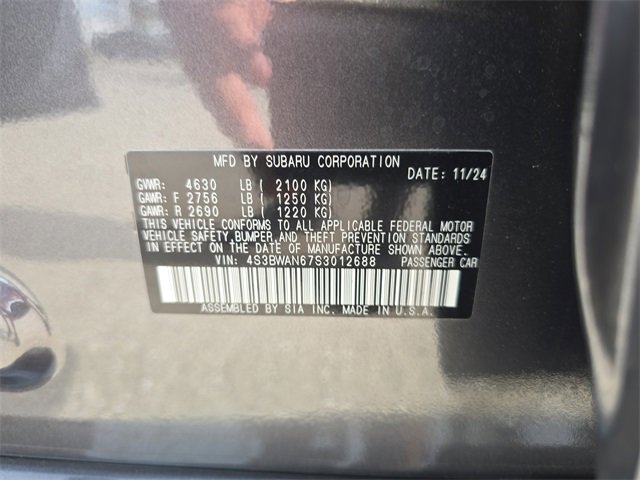 MFD BY SUBARU CORPORATION
DATE: 11/24
GVWR: 4630 LB ( 2100 KG)
GAWR: F 2756 LB ( 1250 KG)
GAWR: R 2690 LB ( 1220 KG)
THIS VEHICLE CONFORMS TO ALL APPLICABLE FEDERAL MOTOR
VEHICLE SAFETY, BUMPER, AND THEFT PREVENTION STANDARDS
IN EFFECT ON THE DATE OF MANUFACTURE SHOWN ABOVE.
VIN: 4S3BWAN67S3012688 PASSENGER CAR
ASSEMBLED BY SIA INC. MADE IN U.S.A.